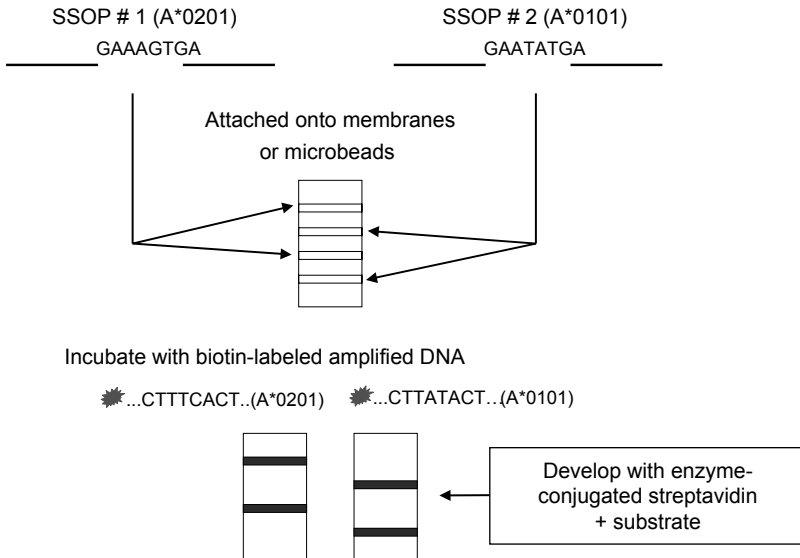 SSOP # 1 (A*0201)
SSOP # 2 (A*0101)
GAAAGTGA
GAATATGA
Attached onto membranes
or microbeads
Incubate with biotin-labeled amplified DNA
...CTTTCACT..(A*0201)
...CTTATACT...(A*0101)
Develop with enzyme-
conjugated streptavidin
+ substrate